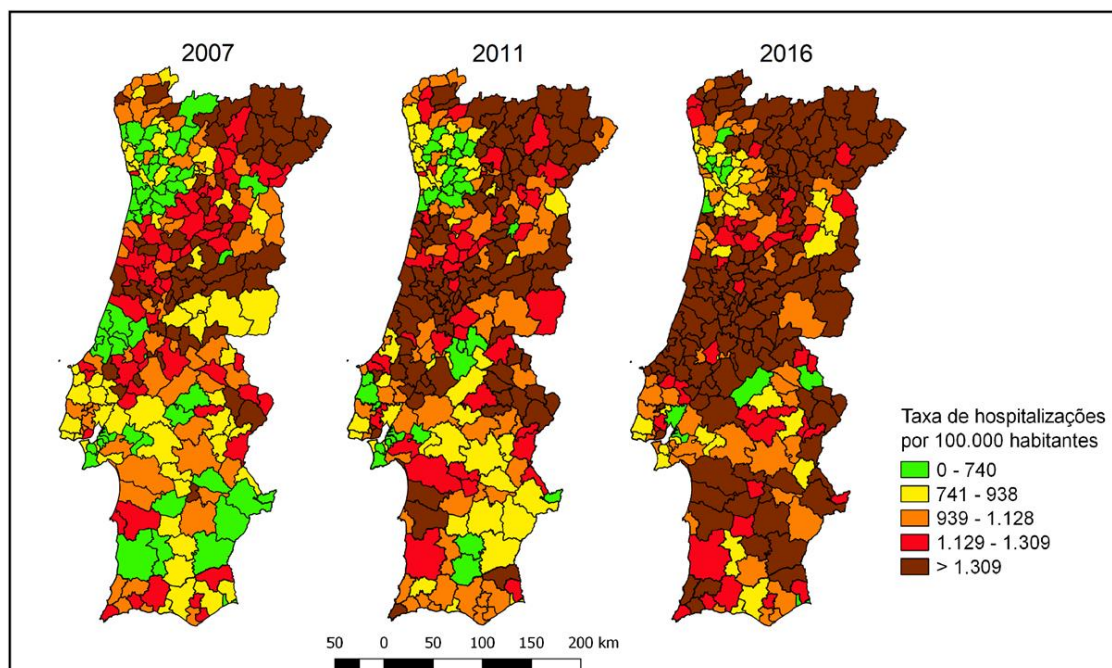 2007
2011
2016
Taxa de hospitalizações
por 100.000 habitantes
0 - 740
741 - 938
939 - 1.128
1.129 - 1.309
> 1.309
50 0 50 100 150 200 km